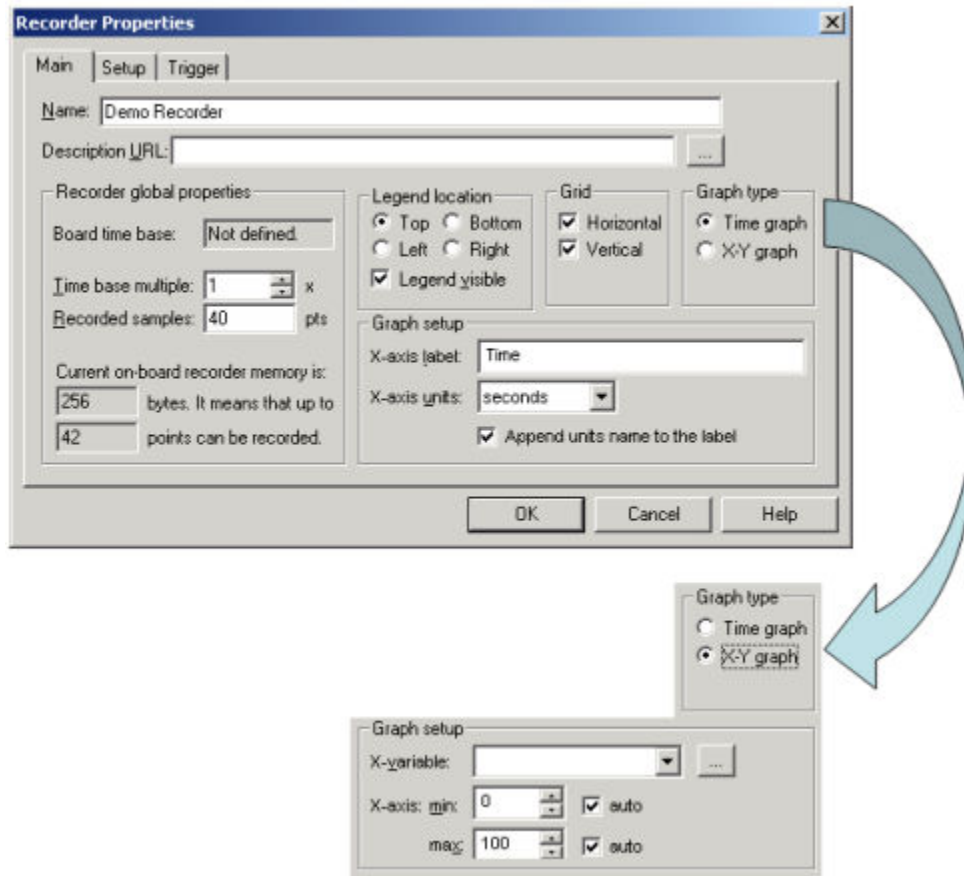 Recorder Properties
Main Setup Trigger
Name: Demo Recorder
Description URL: ...
Recorder global properties
Board time base: Not defined.
Time base multiple: 1 x
Recorded samples: 40 pts
Current on-board recorder memory is:
256 bytes. It means that up to
42 points can be recorded.
Legend location
Top Bottom
Left Right
Legend visible
Grid
Horizontal
Vertical
Graph type
Time graph
X-Y graph
Graph setup
X-axis label: Time
X-axis units: seconds
Append units name to the label
OK Cancel Help
Graph type
Time graph
X-Y graph
Graph setup
X-variable: ...
X-axis: min: 0 auto
max: 100 auto